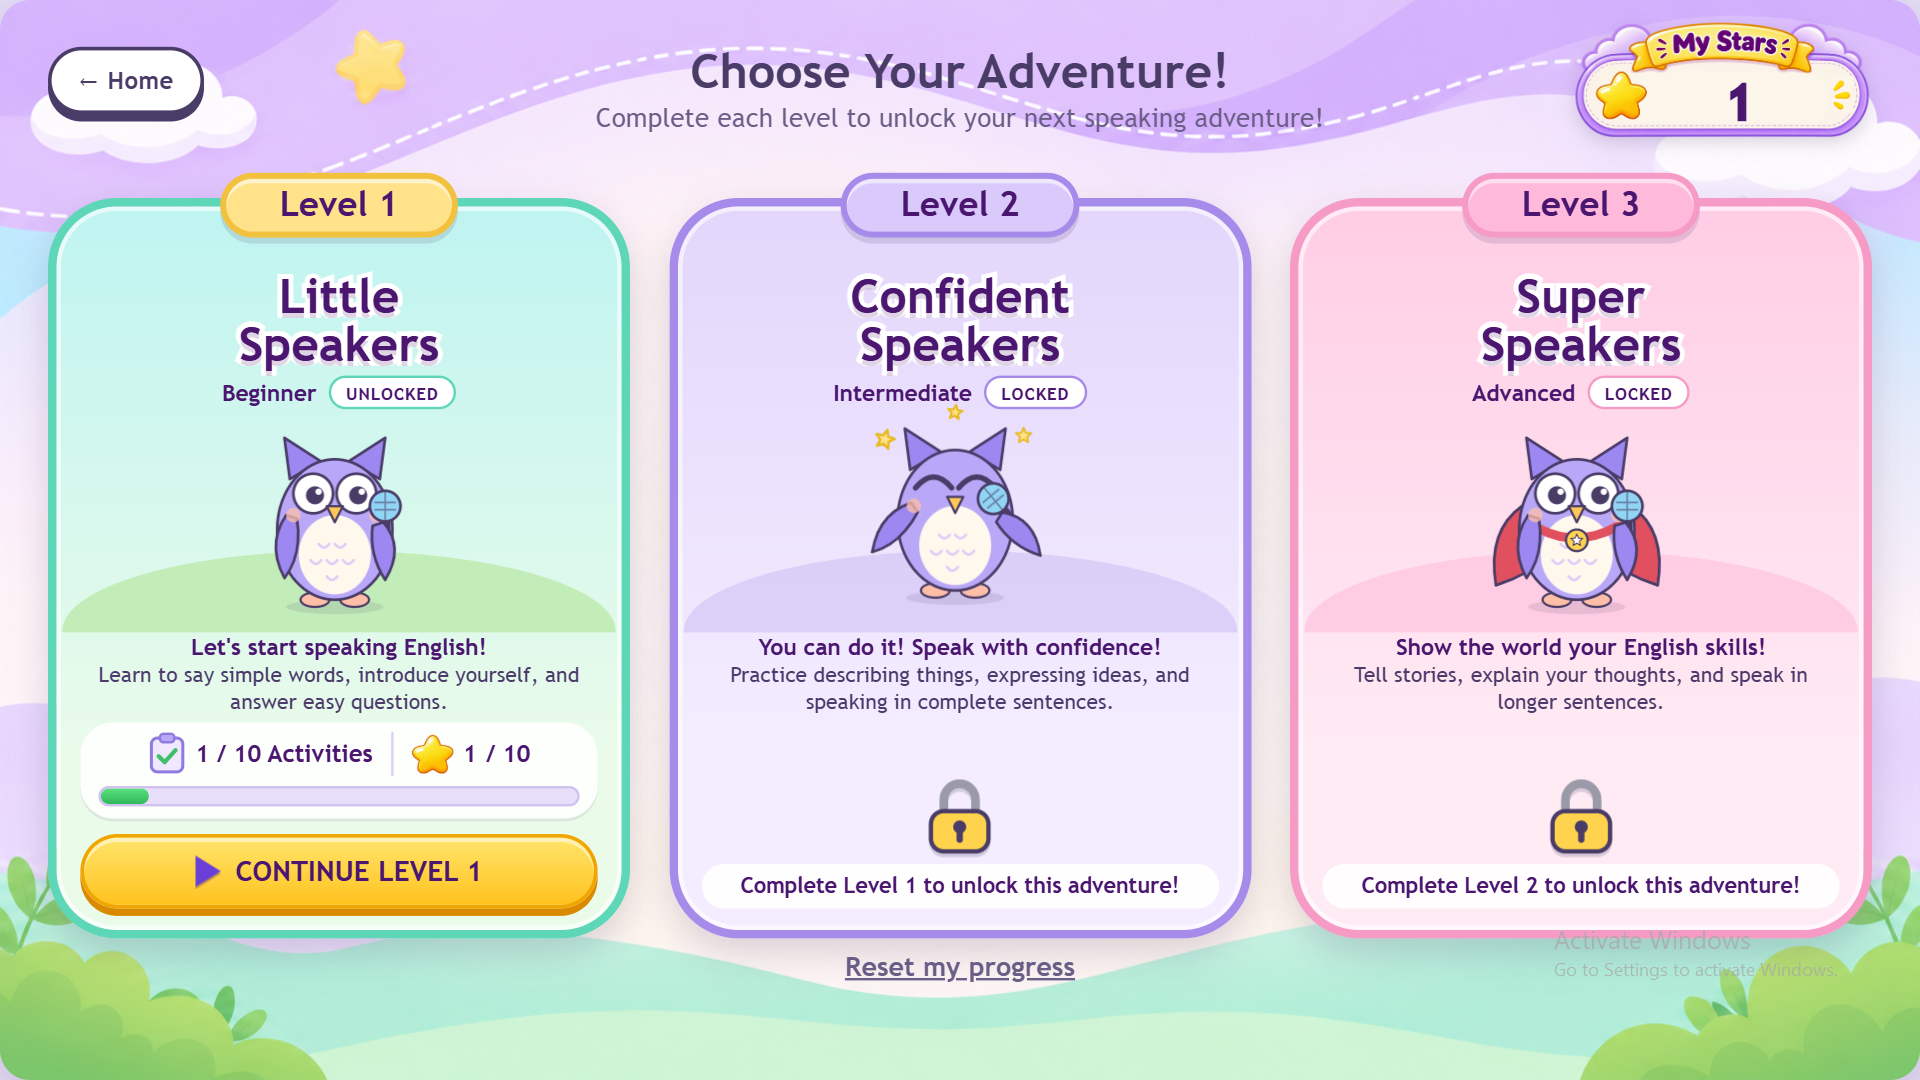 ← Home
Choose Your Adventure!
Complete each level to unlock your next speaking adventure!
My Stars
1
Level 1
Little
Speakers
Beginner UNLOCKED
Let's start speaking English!
Learn to say simple words, introduce yourself, and
answer easy questions.
1 / 10 Activities
1 / 10
CONTINUE LEVEL 1
Level 2
Confident
Speakers
Intermediate LOCKED
You can do it! Speak with confidence!
Practice describing things, expressing ideas, and
speaking in complete sentences.
Complete Level 1 to unlock this adventure!
Level 3
Super
Speakers
Advanced LOCKED
Show the world your English skills!
Tell stories, explain your thoughts, and speak in
longer sentences.
Complete Level 2 to unlock this adventure!
Reset my progress
Activate Windows
Go to Settings to activate Windows.